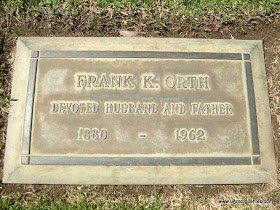 FRANK K. ORTH
DEVOTED HUSBAND AND FATHER
1880 - 1962